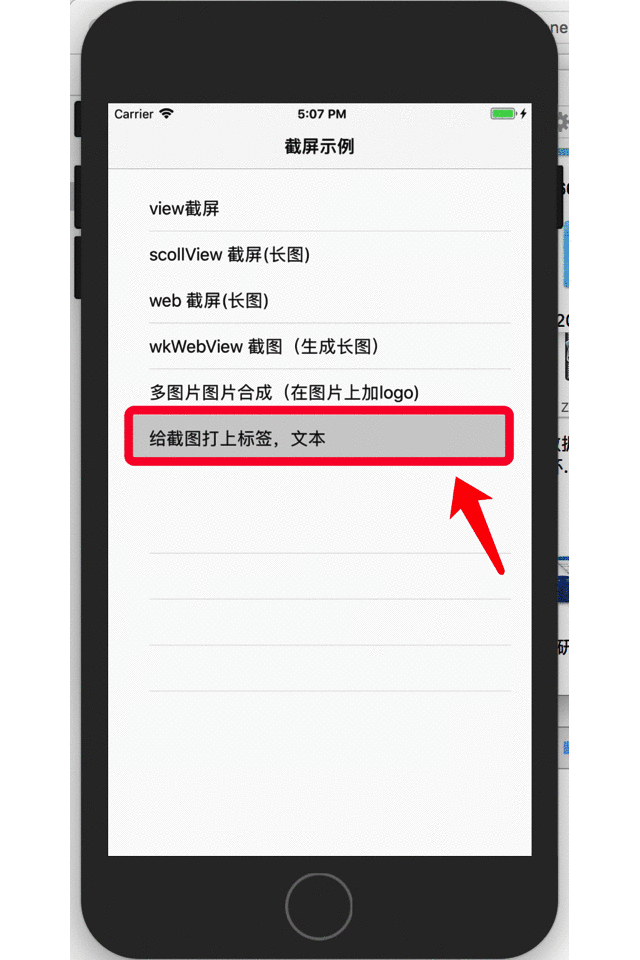 ne
Carrier
5:07 PM
截屏示例
view截屏
scollView 截屏(长图)
web 截屏(长图)
wkWebView 截图（生成长图）
多图片图片合成（在图片上加logo)
给截图打上标签，文本
研